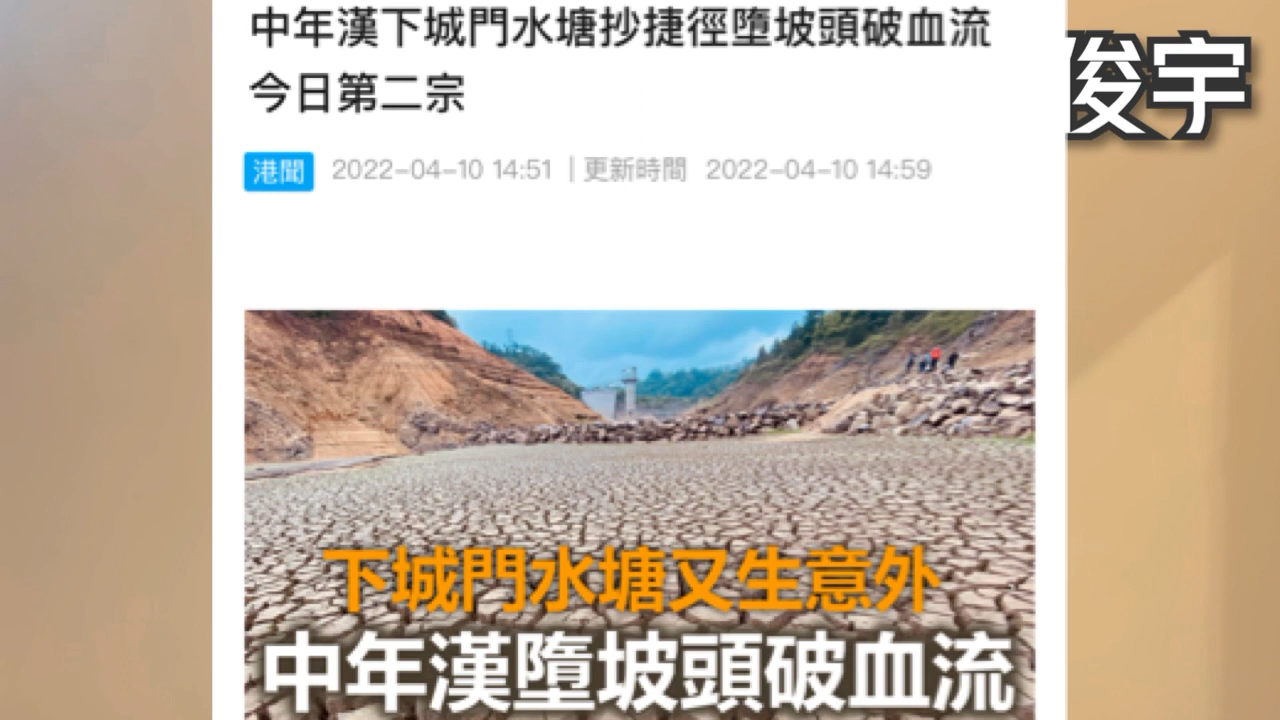 中年漢下城門水塘抄捷徑墮坡頭破血流
今日第二宗
俊宇
港聞 2022-04-10 14:51 | 更新時間 2022-04-10 14:59
下城門水塘又生意外
中年漢墮坡頭破血流